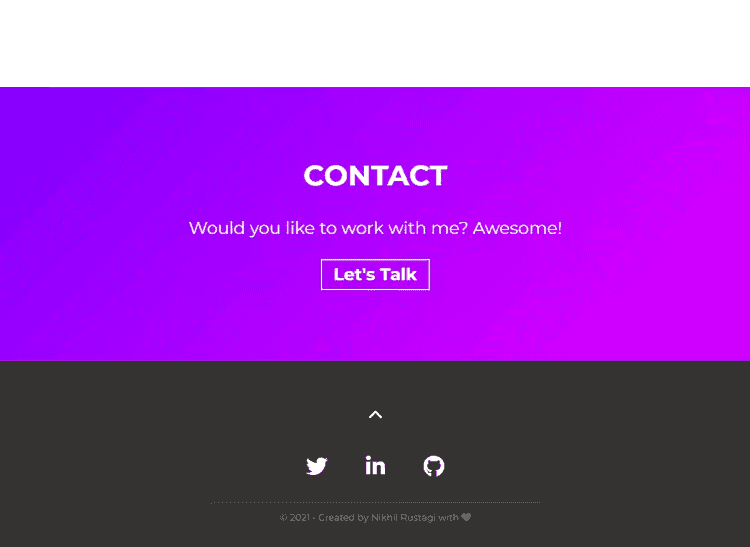 CONTACT
Would you like to work with me? Awesome!
Let's Talk
© 2021 - Created by Nikhil Rustagi with 🖤